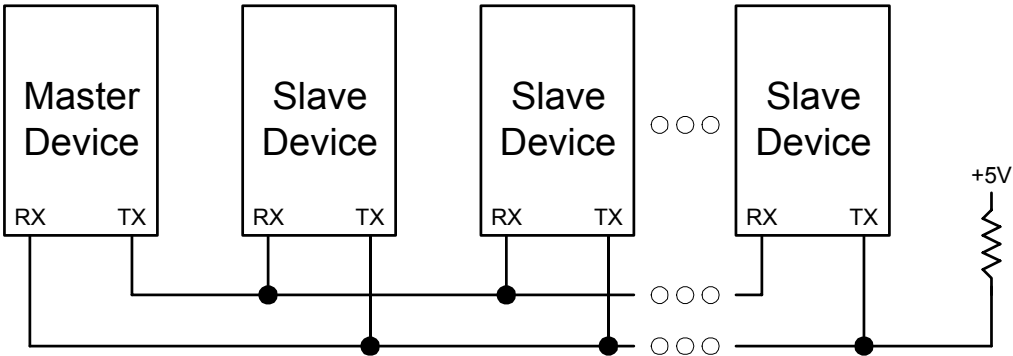 Master
Device
Slave
Device
Slave
Device
Slave
Device
RX TX
RX TX
RX TX
RX TX
+5V